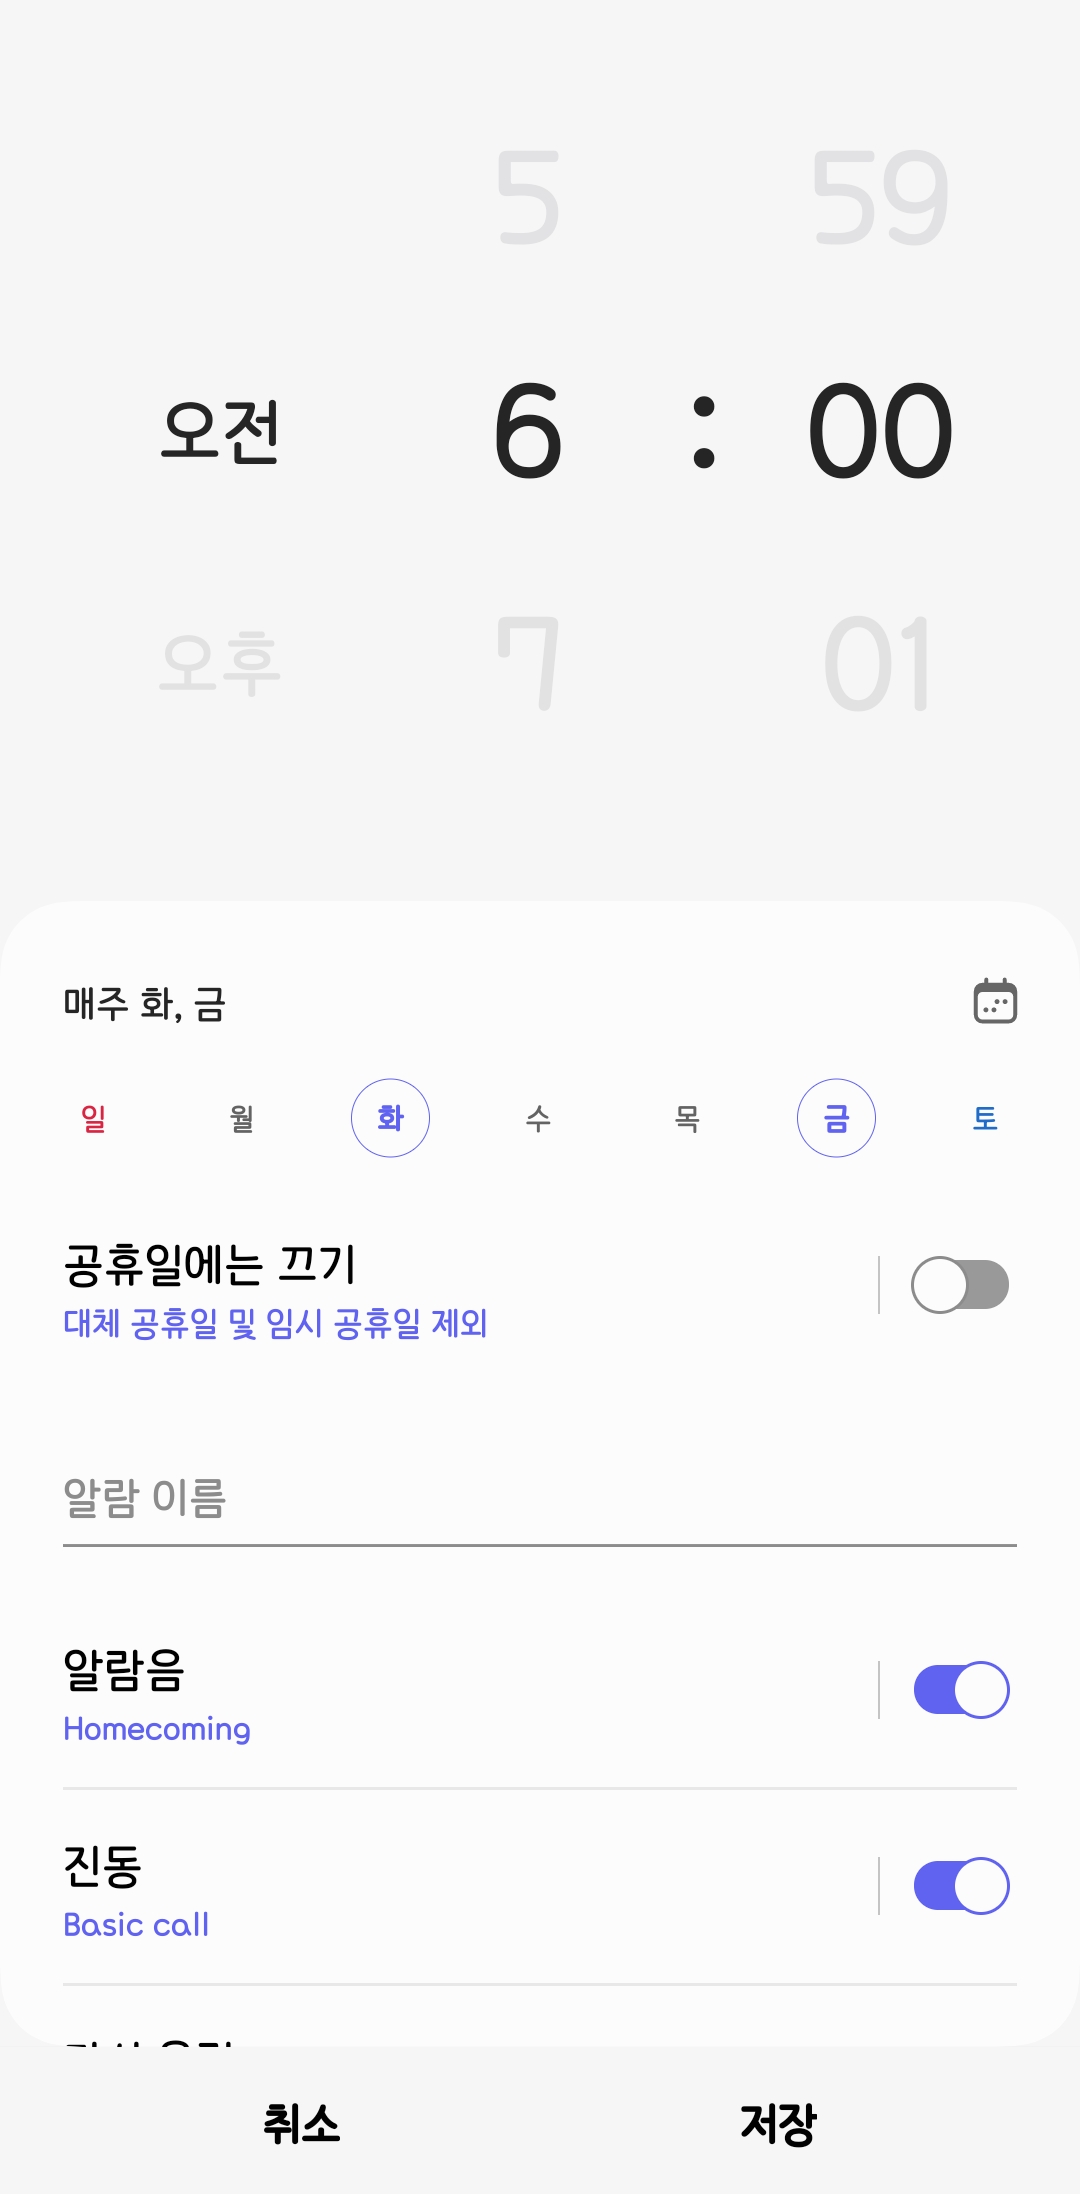 5 59
오전 6 : 00
오후 7 01
매주 화, 금
일 월 화 수 목 금 토
공휴일에는 끄기
대체 공휴일 및 임시 공휴일 제외
알람 이름
알람음
Homecoming
진동
Basic call
취소 저장